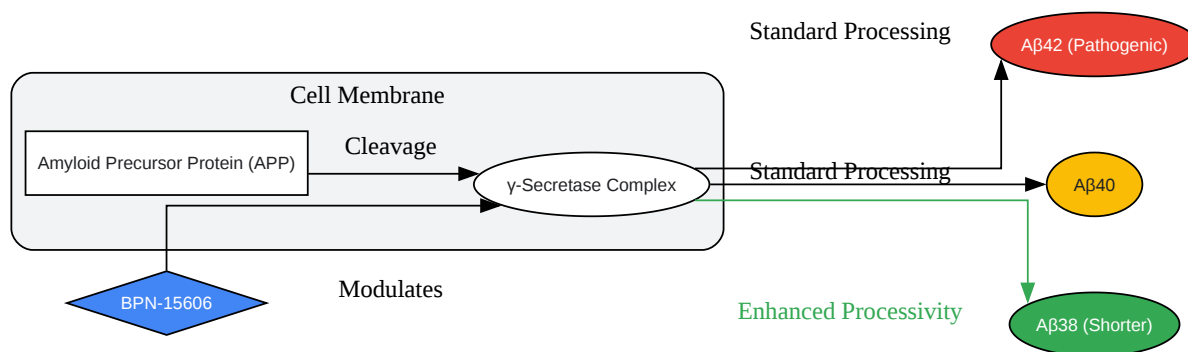 Standard Processing
Aβ42 (Pathogenic)
Cell Membrane
Amyloid Precursor Protein (APP)
Cleavage
γ-Secretase Complex
Standard Processing
Aβ40
BPN-15606
Modulates
Enhanced Processivity
Aβ38 (Shorter)